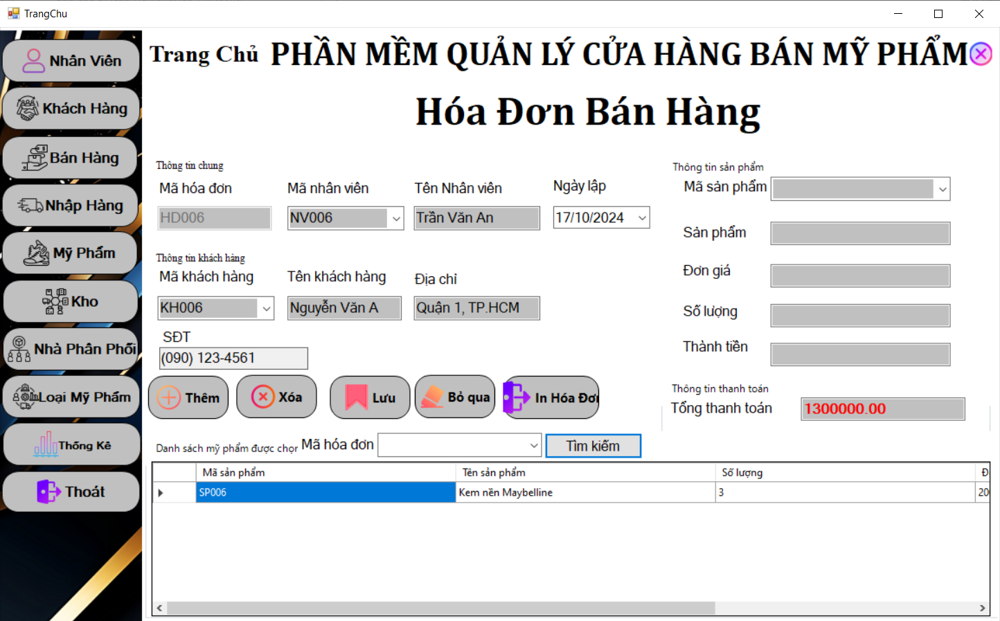 TrangChu
Nhân Viên
Khách Hàng
Bán Hàng
Nhập Hàng
Mỹ Phẩm
Kho
Nhà Phân Phối
Loại Mỹ Phẩm
Thống Kê
Thoát
Trang Chủ
PHẦN MỀM QUẢN LÝ CỬA HÀNG BÁN MỸ PHẨM
Hóa Đơn Bán Hàng
Thông tin chung
Mã hóa đơn
Mã nhân viên
Tên Nhân viên
Ngày lập
HD006
NV006
Trần Văn An
17/10/2024
Thông tin khách hàng
Mã khách hàng
Tên khách hàng
Địa chỉ
KH006
Nguyễn Văn A
Quận 1, TP.HCM
SĐT
(090) 123-4561
Thông tin sản phẩm
Mã sản phẩm
Sản phẩm
Đơn giá
Số lượng
Thành tiền
Thêm
Xóa
Lưu
Bỏ qua
In Hóa Đơn
Thông tin thanh toán
Tổng thanh toán
1300000.00
Danh sách mỹ phẩm được chọr
Mã hóa đơn
Tìm kiếm
Mã sản phẩm
Tên sản phẩm
Số lượng
Đ
SP006
Kem nền Maybelline
3
20